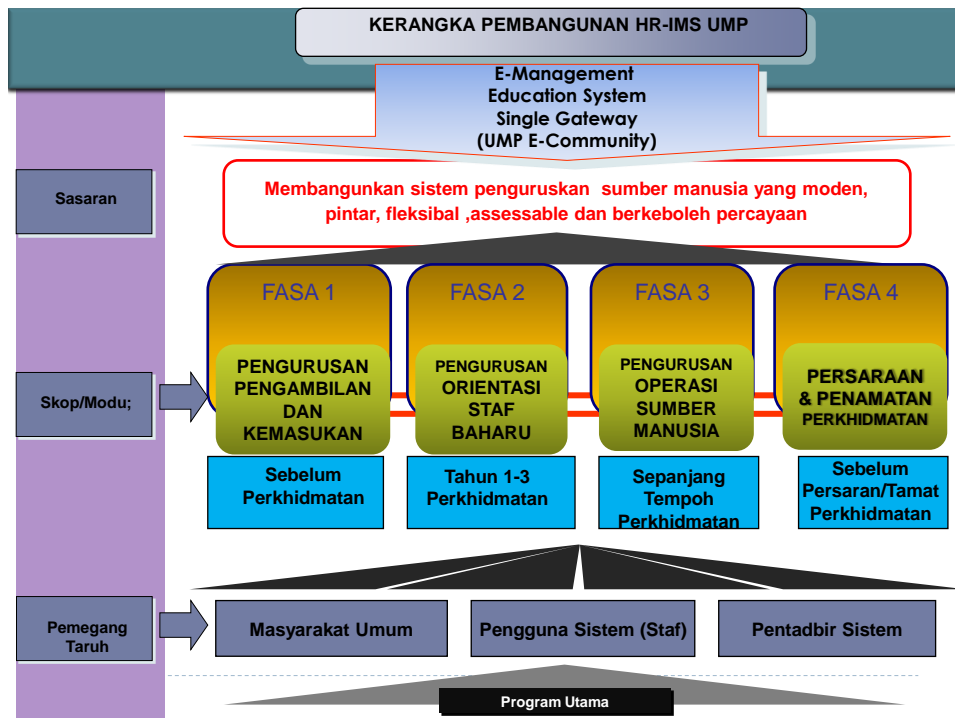 KERANGKA PEMBANGUNAN HR-IMS UMP
E-Management
Education System
Single Gateway
(UMP E-Community)
Sasaran
Membangunkan sistem penguruskan sumber manusia yang moden,
pintar, fleksibal ,assessable dan berkeboleh percayaan
FASA 1
FASA 2
FASA 3
FASA 4
Skop/Modu;
PENGURUSAN
PENGAMBILAN
DAN
KEMASUKAN
PENGURUSAN
ORIENTASI
STAF
BAHARU
PENGURUSAN
OPERASI
SUMBER
MANUSIA
PERSARAAN
& PENAMATAN
PERKHIDMATAN
Sebelum
Perkhidmatan
Tahun 1-3
Perkhidmatan
Sepanjang
Tempoh
Perkhidmatan
Sebelum
Persaran/Tamat
Perkhidmatan
Pemegang
Taruh
Masyarakat Umum
Pengguna Sistem (Staf)
Pentadbir Sistem
Program Utama